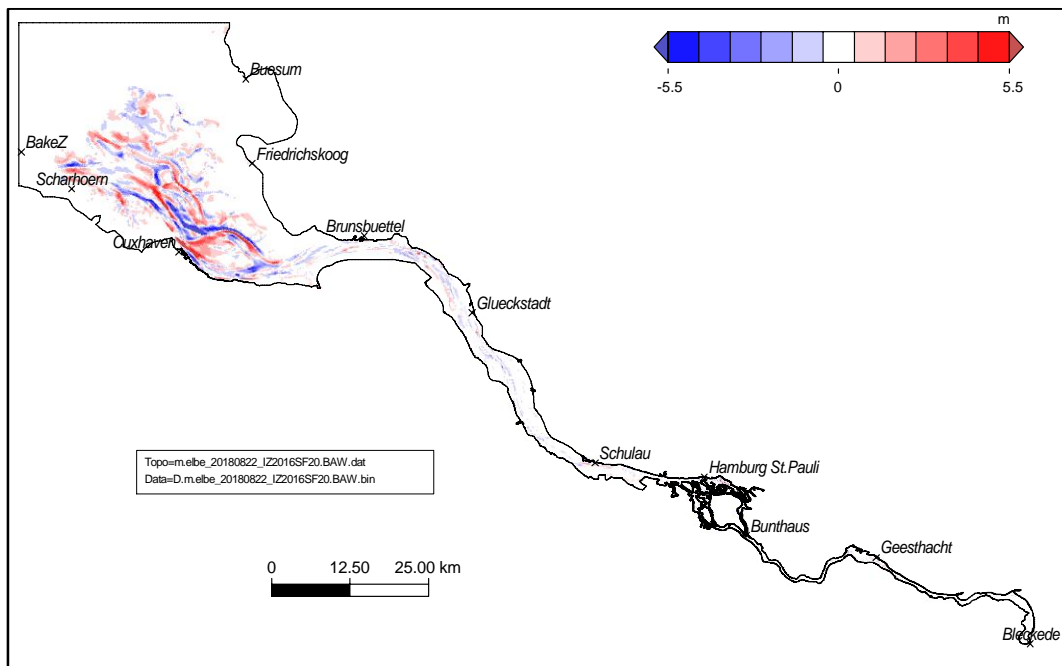 m
-5.5 0 5.5
Buesum
BakeZ
Friedrichskoog
Scharhoern
Brunsbuettel
Cuxhaven
Glueckstadt
Topo=m.elbe_20180822_IZ2016SF20.BAW.dat
Data=D.m.elbe_20180822_IZ2016SF20.BAW.bin
Schulau
Hamburg St.Pauli
Bunthaus
Geesthacht
0 12.50 25.00 km
Bleckede